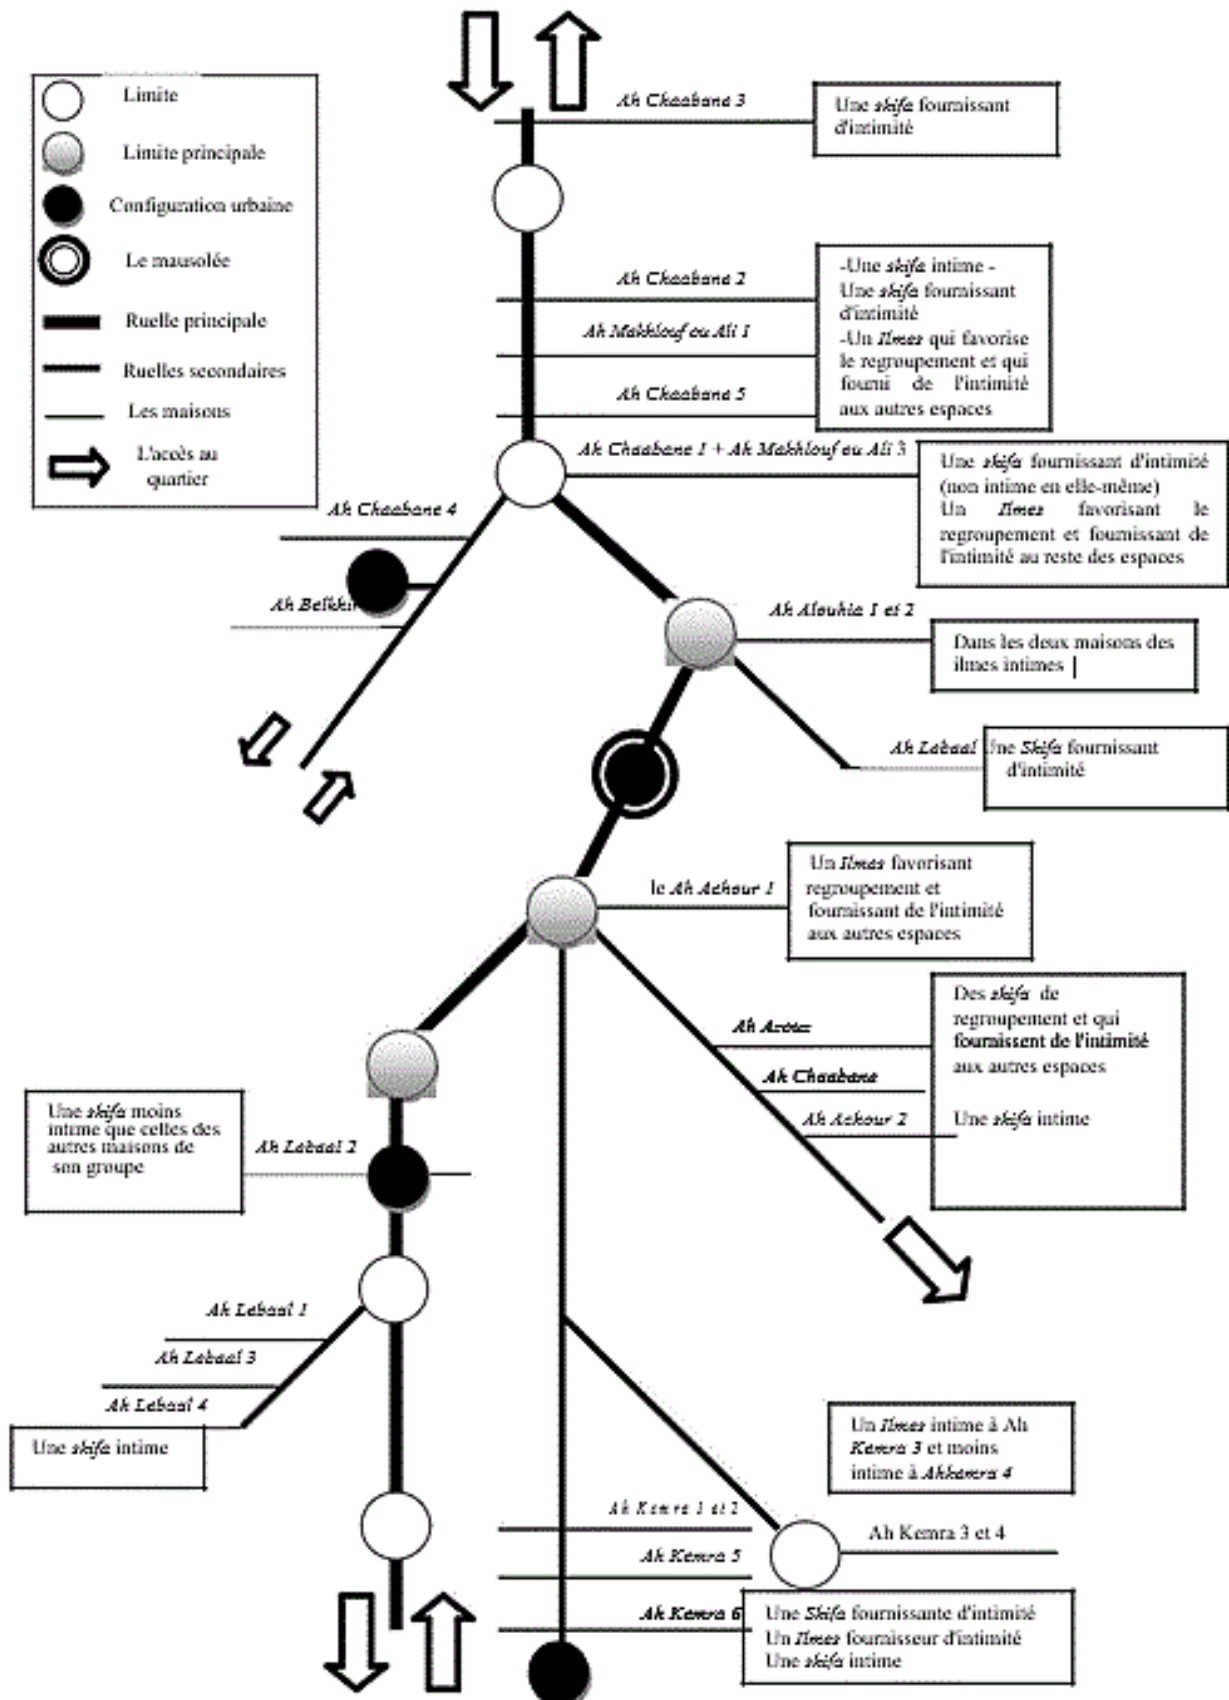 Limite
Limite principale
Configuration urbaine
Le mausolée
Ruelle principale
Ruelles secondaires
Les maisons
L'accès au
quartier
Ah Chaabane 3
Une skifa fournissant
d'intimité
Ah Chaabane 2
Ah Makhlouf ou Ali 1
Ah Chaabane 5
-Une skifa intime -
Une skifa fournissant
d'intimité
-Un Ilmes qui favorise
le regroupement et qui
fourni de l'intimité
aux autres espaces
Ah Chaabane 1 + Ah Makhlouf ou Ali 3
Une skifa fournissant d'intimité
(non intime en elle-même)
Un Ilmes favorisant le
regroupement et fournissant de
l'intimité au reste des espaces
Ah Chaabane 4
Ah Belkhir
Ah Alouhia 1 et 2
Dans les deux maisons des
ilmes intimes
Ah Labaal
Une Skifa fournissant
d'intimité
le Ah Achour 1
Un Ilmes favorisant
regroupement et
fournissant de l'intimité
aux autres espaces
Ah Azouz
Ah Chaabane
Ah Achour 2
Des skifa de
regroupement et qui
fournissent de l'intimité
aux autres espaces
Une skifa intime
Une skifa moins
intime que celles des
autres maisons de
son groupe
Ah Lebaal 2
Ah Lebaal 1
Ah Lebaal 3
Ah Lebaal 4
Une skifa intime
Un Ilmes intime à Ah
Kemra 3 et moins
intime à Ahkemra 4
Ah Kemra 1 et 2
Ah Kemra 3 et 4
Ah Kemra 5
Ah Kemra 6
Une Skifa fournissante d'intimité
Un Ilmes fournisseur d'intimité
Une skifa intime